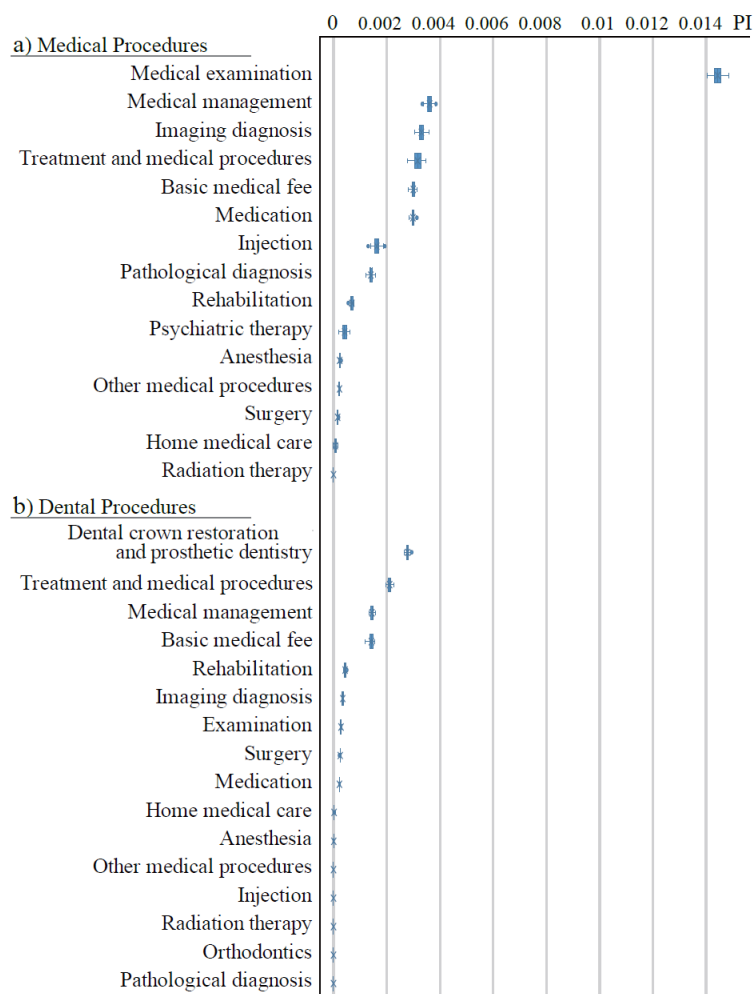 0 0.002 0.004 0.006 0.008 0.01 0.012 0.014 PI
a) Medical Procedures
Medical examination
Medical management
Imaging diagnosis
Treatment and medical procedures
Basic medical fee
Medication
Injection
Pathological diagnosis
Rehabilitation
Psychiatric therapy
Anesthesia
Other medical procedures
Surgery
Home medical care
Radiation therapy
b) Dental Procedures
Dental crown restoration
and prosthetic dentistry
Treatment and medical procedures
Medical management
Basic medical fee
Rehabilitation
Imaging diagnosis
Examination
Surgery
Medication
Home medical care
Anesthesia
Other medical procedures
Injection
Radiation therapy
Orthodontics
Pathological diagnosis